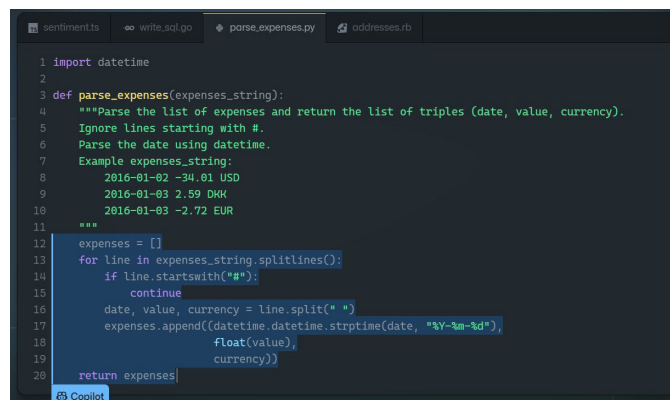 sentiment.ts write_sql.go parse_expenses.py addresses.rb
1 import datetime
2
3 def parse_expenses(expenses_string):
4     """Parse the list of expenses and return the list of triples (date, value, currency).
5     Ignore lines starting with #.
6     Parse the date using datetime.
7     Example expenses_string:
8         2016-01-02 -34.01 USD
9         2016-01-03 2.59 DKK
10         2016-01-03 -2.72 EUR
11     """
12     expenses = []
13     for line in expenses_string.splitlines():
14         if line.startswith("#"):
15             continue
16         date, value, currency = line.split(" ")
17         expenses.append((datetime.datetime.strptime(date, "%Y-%m-%d"),
18                          float(value),
19                          currency))
20     return expenses
Copilot